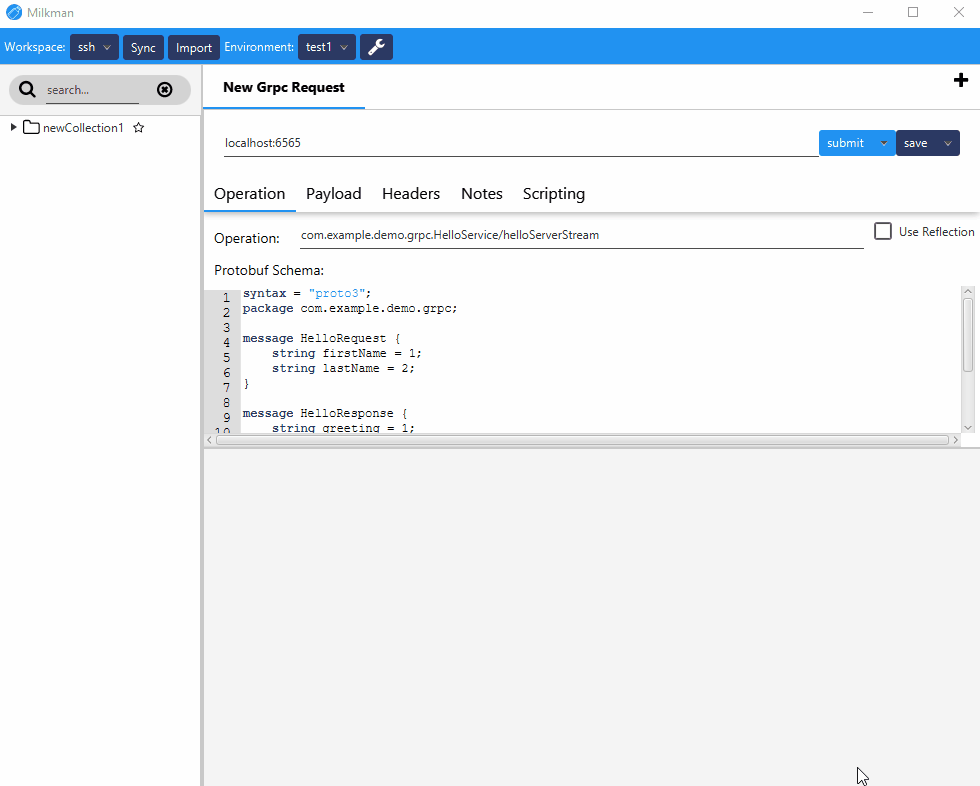 Milkman
Workspace: ssh Sync Import Environment: test1
search...
New Grpc Request
newCollection1
localhost:6565
submit save
Operation Payload Headers Notes Scripting
Operation: com.example.demo.grpc.HelloService/helloServerStream Use Reflection
Protobuf Schema:
1 syntax = "proto3";
2 package com.example.demo.grpc;
3
4 message HelloRequest {
5 string firstName = 1;
6 string lastName = 2;
7 }
8
9 message HelloResponse {
10 string greeting = 1;